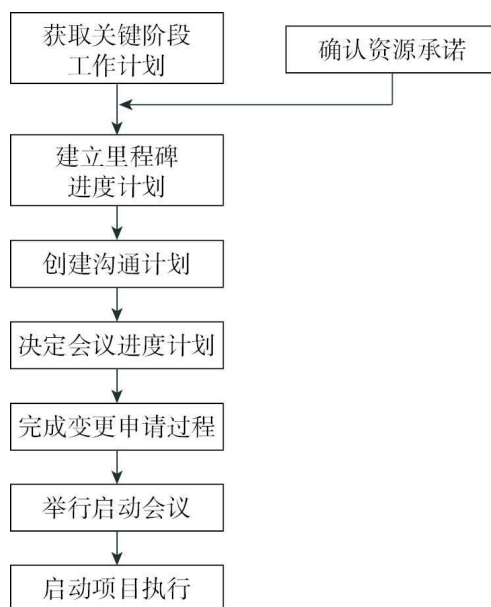 获取关键阶段
工作计划
确认资源承诺
建立里程碑
进度计划
创建沟通计划
决定会议进度计划
完成变更申请过程
举行启动会议
启动项目执行